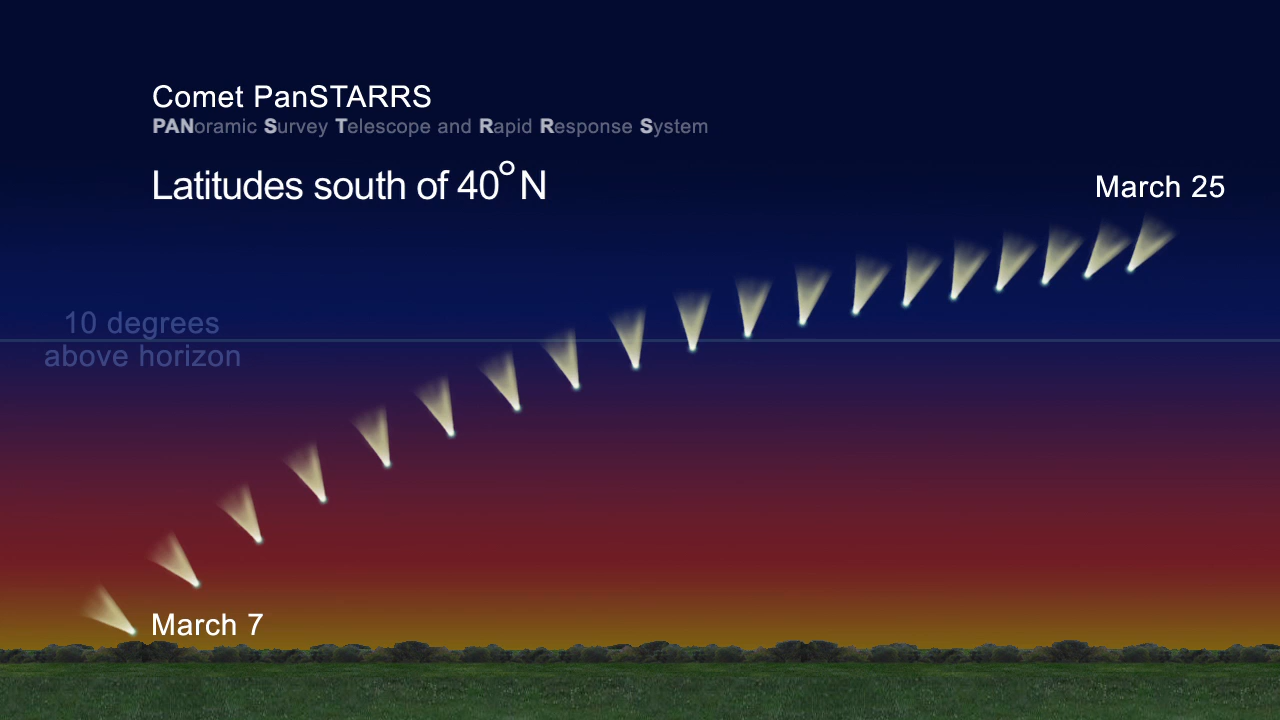 Comet PanSTARRS
PANoramic Survey Telescope and Rapid Response System
Latitudes south of 40° N
March 25
10 degrees
above horizon
March 7